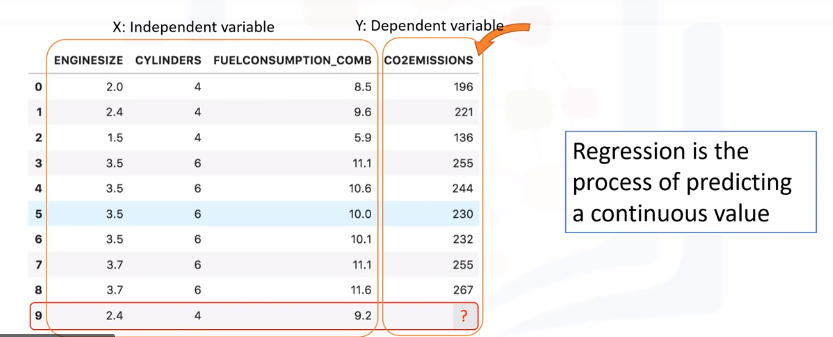 X: Independent variable
Y: Dependent variable
ENGINESIZE CYLINDERS FUELCONSUMPTION_COMB CO2EMISSIONS
0 2.0 4 8.5 196
1 2.4 4 9.6 221
2 1.5 4 5.9 136
3 3.5 6 11.1 255
4 3.5 6 10.6 244
5 3.5 6 10.0 230
6 3.5 6 10.1 232
7 3.7 6 11.1 255
8 3.7 6 11.6 267
9 2.4 4 9.2 ?
Regression is the
process of predicting
a continuous value